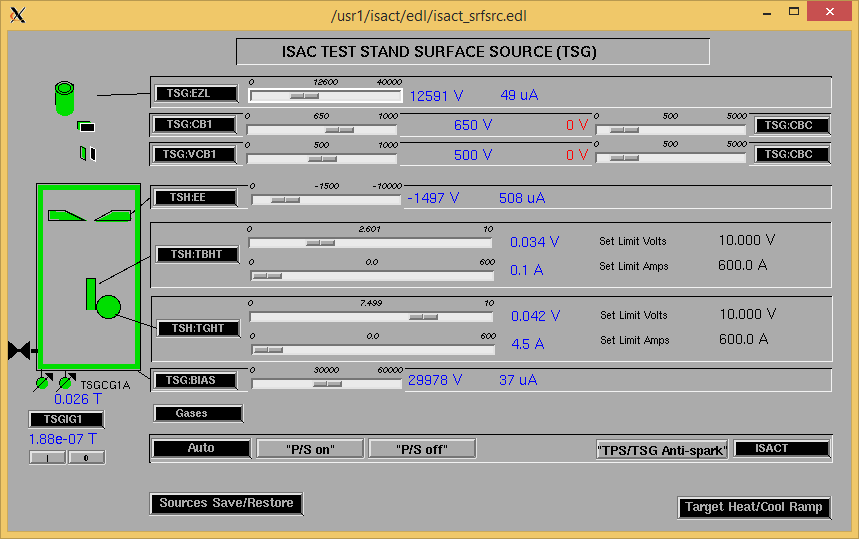 /usr1/isact/edl/isact_srfsrc.edl
ISAC TEST STAND SURFACE SOURCE (TSG)
TSG:EZL 0 12600 40000 12591 V 49 uA
TSG:CB1 0 650 1000 650 V 0 V 0 500 5000 TSG:CBC
TSG:VCB1 0 500 1000 500 V 0 V 0 500 5000 TSG:CBC
TSH:EE 0 -1500 -10000 -1497 V 508 uA
TSH:TBHT 0 2.601 10 0.034 V Set Limit Volts 10.000 V
0 0.0 600 0.1 A Set Limit Amps 600.0 A
TSH:TGHT 0 7.499 10 0.042 V Set Limit Volts 10.000 V
0 0.0 600 4.5 A Set Limit Amps 600.0 A
TSG:BIAS 0 30000 60000 29978 V 37 uA
TSGCG1A
0.026 T
TSGIG1
1.88e-07 T
I 0
Gases
Auto "P/S on" "P/S off" "TPS/TSG Anti-spark" ISACT
Sources Save/Restore
Target Heat/Cool Ramp